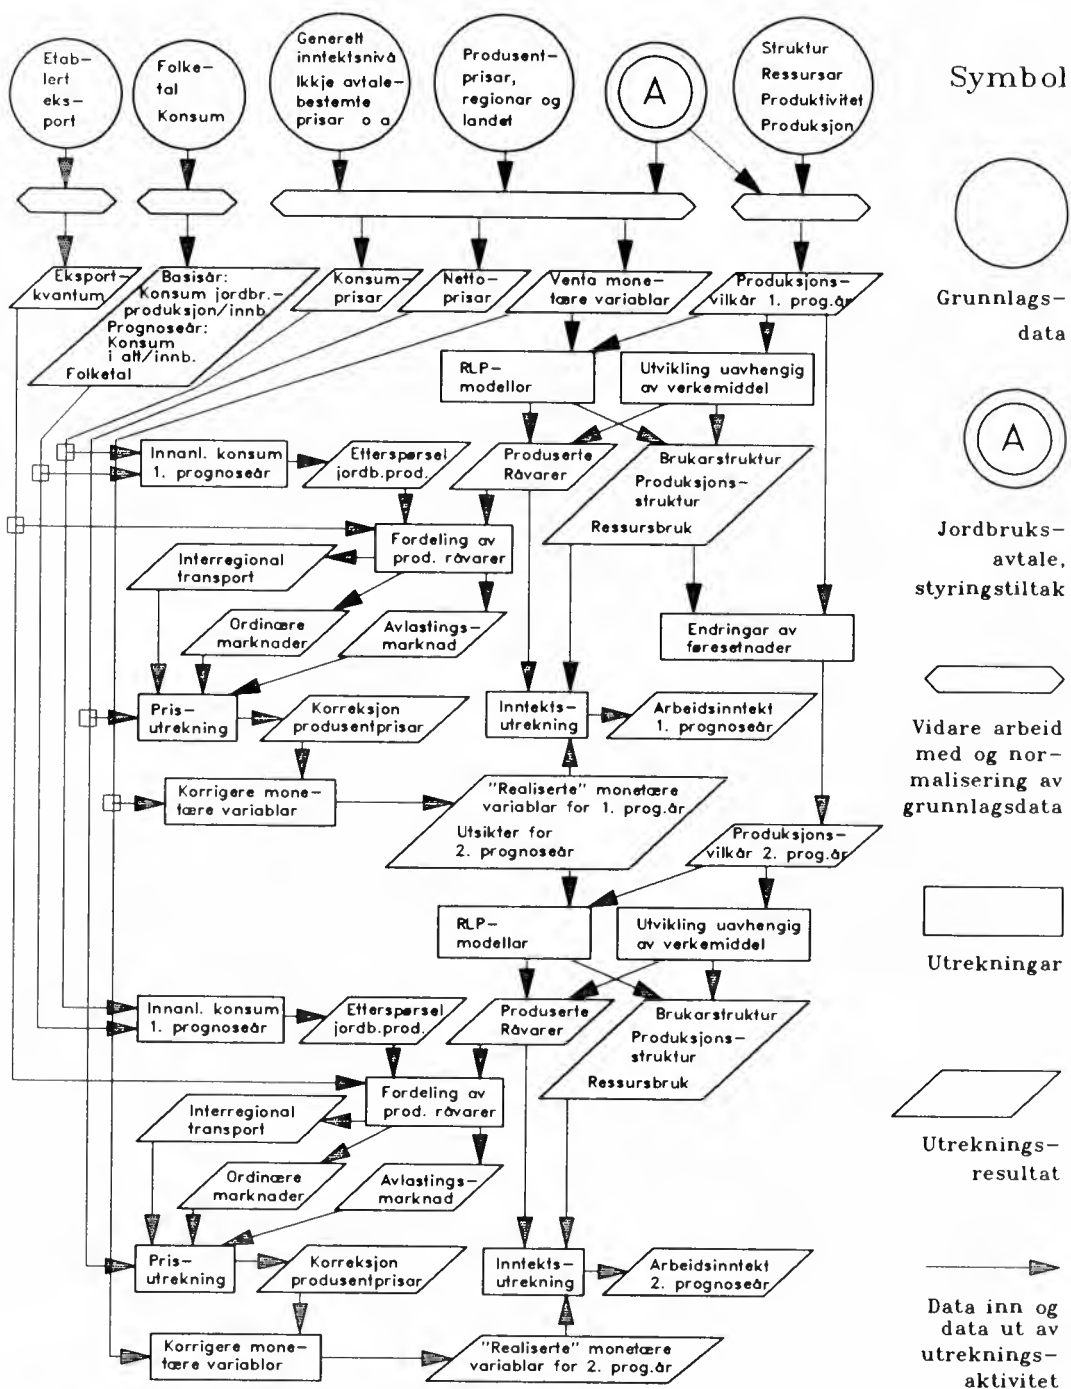 Etab-
lert
eks-
port
Folke-
tal
Konsum
Generelt
inntektsnivå
Ikkje avtale-
bestemte
prisar o a
Produsent-
prisar,
regionar og
landet
A
Struktur
Ressursar
Produktivitet
Produksjon
Symbol
Grunnlags-
data
A
Jordbruks-
avtale,
styringstiltak
Vidare arbeid
med og nor-
malisering av
grunnlagsdata
Utrekningar
Utreknings-
resultat
Data inn og
data ut av
utreknings-
aktivitet
Eksport-
kvantum
Basisår:
Konsum jordbr.-
produksjon/innb.
Prognoseår:
Konsum
i alt/innb.
Folketal
Konsum-
prisar
Netto-
prisar
Venta mone-
tære variablar
Produksjons-
vilkår 1. prog.år
RLP-
modellor
Utvikling uavhengig
av verkemiddel
Innanl. konsum
1. prognoseår
Etterspørsel
jordb.prod.
Produserte
Råvarer
Brukarstruktur
Produksjons-
struktur
Ressursbruk
Fordeling av
prod. råvarer
Interregional
transport
Ordinære
marknader
Avlastings-
marknad
Endringar av
føresetnader
Pris-
utrekning
Korreksjon
produsentprisar
Inntekts-
utrekning
Arbeidsinntekt
1. prognoseår
Korrigere mone-
tære variablar
"Realiserte" monetære
variablar for 1. prog.år
Utsikter for
2. prognoseår
Produksjons-
vilkår 2. prog.år
RLP-
modellar
Utvikling uavhengig
av verkemiddel
Innanl. konsum
1. prognoseår
Etterspørsel
jordb.prod.
Produserte
Råvarer
Brukarstruktur
Produksjons-
struktur
Ressursbruk
Fordeling av
prod. råvarer
Interregional
transport
Ordinære
marknader
Avlastings-
marknad
Pris-
utrekning
Korreksjon
produsentprisar
Inntekts-
utrekning
Arbeidsinntekt
2. prognoseår
Korrigere mone-
tære variablor
"Realiserte" monetære
variablar for 2. prog.år